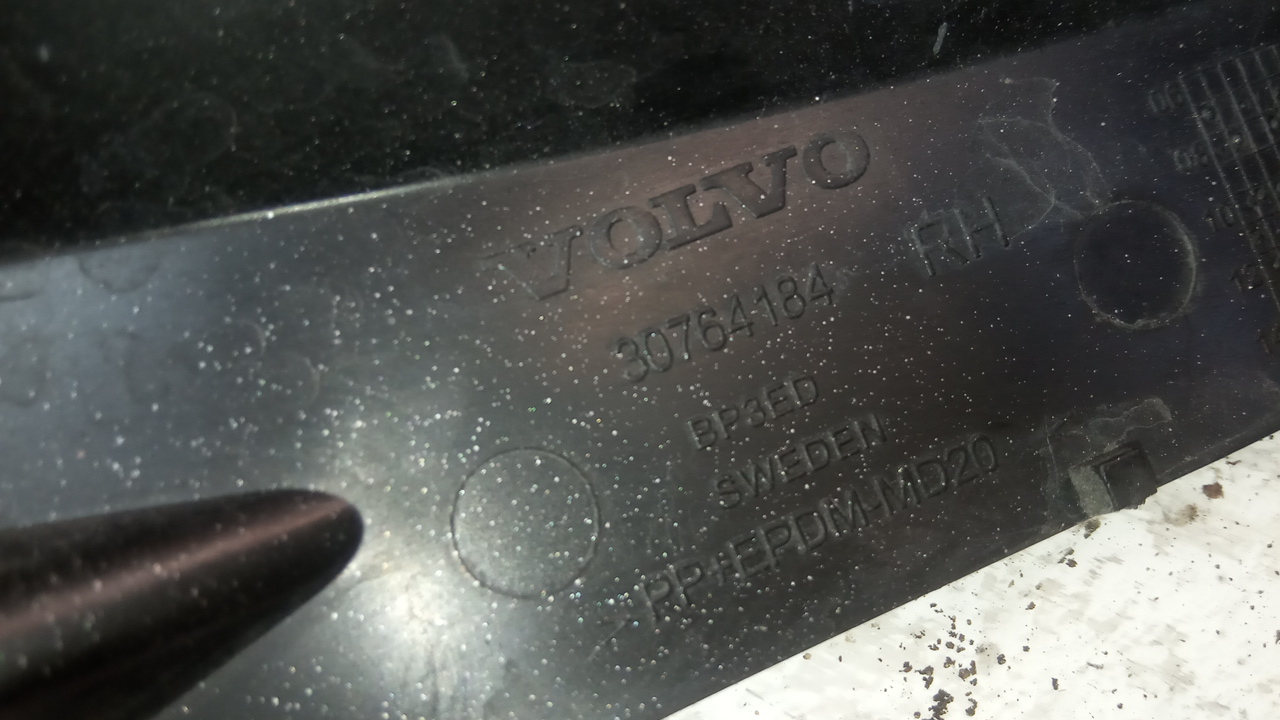 VOLVO
RH
30764184
BP3ED
SWEDEN
PP+EPDM-MD20